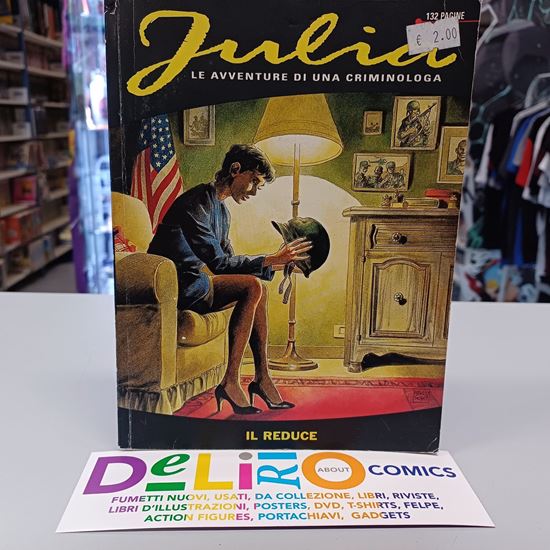 132 PAGINE
€ 2.00
Julia
LE AVVENTURE DI UNA CRIMINOLOGA
IL REDUCE
DeLiRiO ABOUT COMICS
FUMETTI NUOVI, USATI, DA COLLEZIONE, LIBRI, RIVISTE,
LIBRI D'ILLUSTRAZIONI, POSTERS, DVD, T-SHIRTS, FELPE,
ACTION FIGURES, PORTACHIAVI, GADGETS